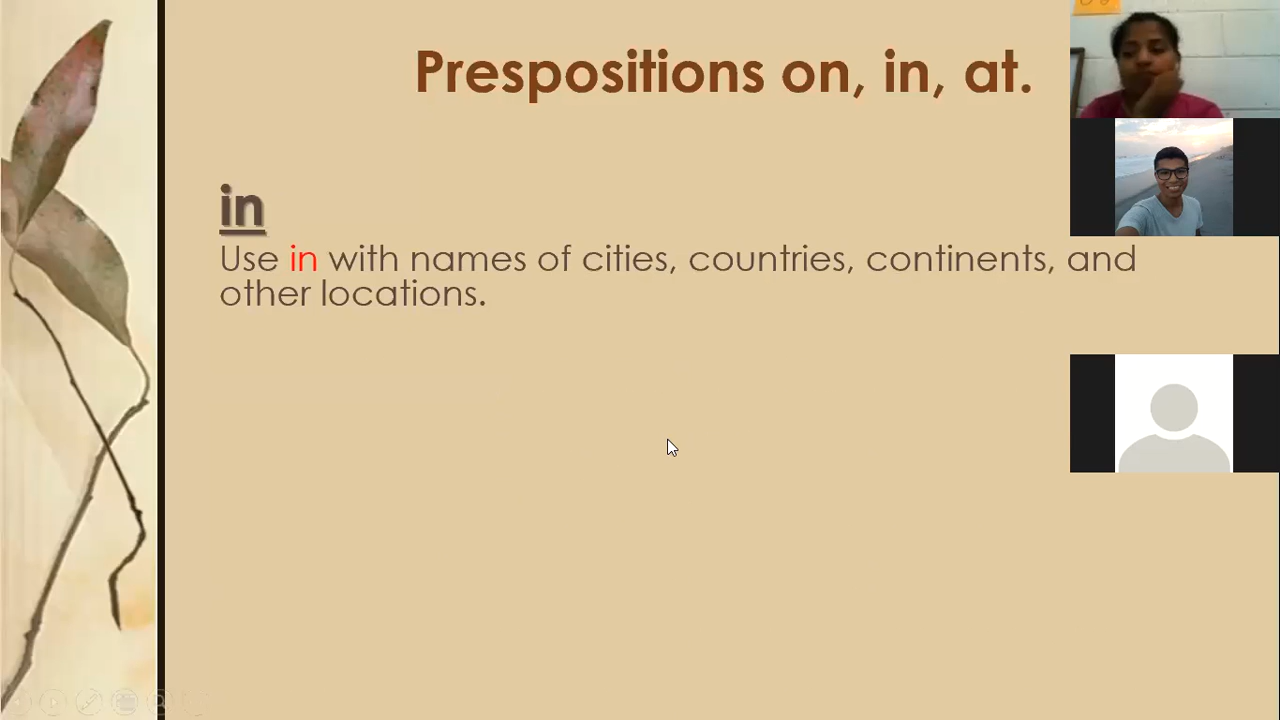 Prespositions on, in, at.
in
Use in with names of cities, countries, continents, and
other locations.